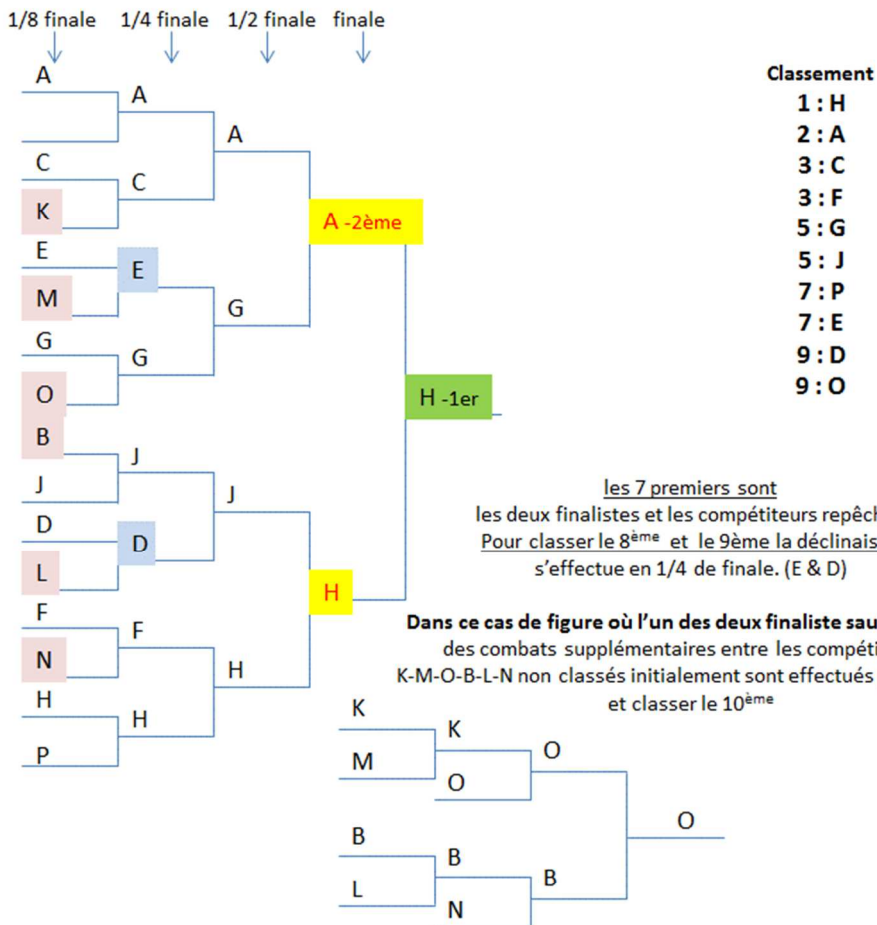 1/8 finale 1/4 finale 1/2 finale finale
A
A
A
C
C
K
A -2ème
E
E
M
G
G
G
O
H -1er
B
J
J
J
D
D
L
H
F
F
N
H
H
H
P
Classement
1 : H
2 : A
3 : C
3 : F
5 : G
5 : J
7 : P
7 : E
9 : D
9 : O
les 7 premiers sont
les deux finalistes et les compétiteurs repêch
Pour classer le 8ème et le 9ème la déclinais
s'effectue en 1/4 de finale. (E & D)
Dans ce cas de figure où l'un des deux finaliste sau
des combats supplémentaires entre les compéti
K-M-O-B-L-N non classés initialement sont effectués
et classer le 10ème
K
K
M
O
O
O
B
B
L
B
N